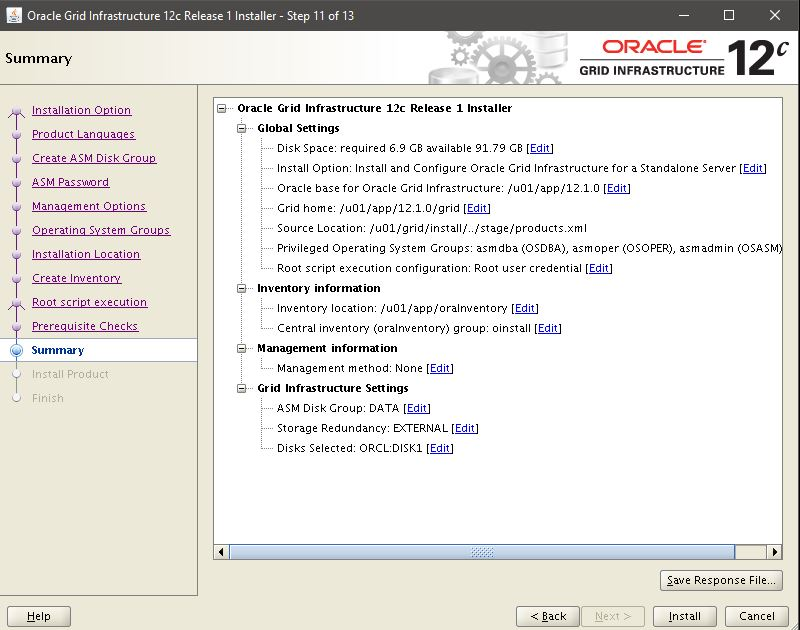 Oracle Grid Infrastructure 12c Release 1 Installer - Step 11 of 13
Summary
ORACLE
GRID INFRASTRUCTURE
12c
Installation Option
Product Languages
Create ASM Disk Group
ASM Password
Management Options
Operating System Groups
Installation Location
Create Inventory
Root script execution
Prerequisite Checks
Summary
Install Product
Finish
Oracle Grid Infrastructure 12c Release 1 Installer
Global Settings
Disk Space: required 6.9 GB available 91.79 GB [Edit]
Install Option: Install and Configure Oracle Grid Infrastructure for a Standalone Server [Edit]
Oracle base for Oracle Grid Infrastructure: /u01/app/12.1.0 [Edit]
Grid home: /u01/app/12.1.0/grid [Edit]
Source Location: /u01/grid/install/../stage/products.xml
Privileged Operating System Groups: asmdba (OSDBA), asmoper (OSOPER), asmadmin (OSASM)
Root script execution configuration: Root user credential [Edit]
Inventory information
Inventory location: /u01/app/oraInventory [Edit]
Central inventory (oraInventory) group: oinstall [Edit]
Management information
Management method: None [Edit]
Grid Infrastructure Settings
ASM Disk Group: DATA [Edit]
Storage Redundancy: EXTERNAL [Edit]
Disks Selected: ORCL:DISK1 [Edit]
Save Response File...
Help
< Back
Next >
Install
Cancel